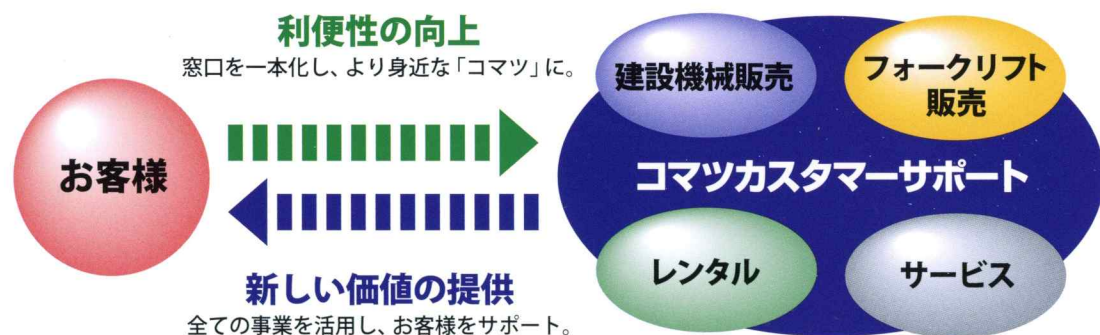 利便性の向上
窓口を一本化し、より身近な「コマツ」に。
お客様
新しい価値の提供
全ての事業を活用し、お客様をサポート。
建設機械販売
フォークリフト
販売
コマツカスタマーサポート
レンタル
サービス